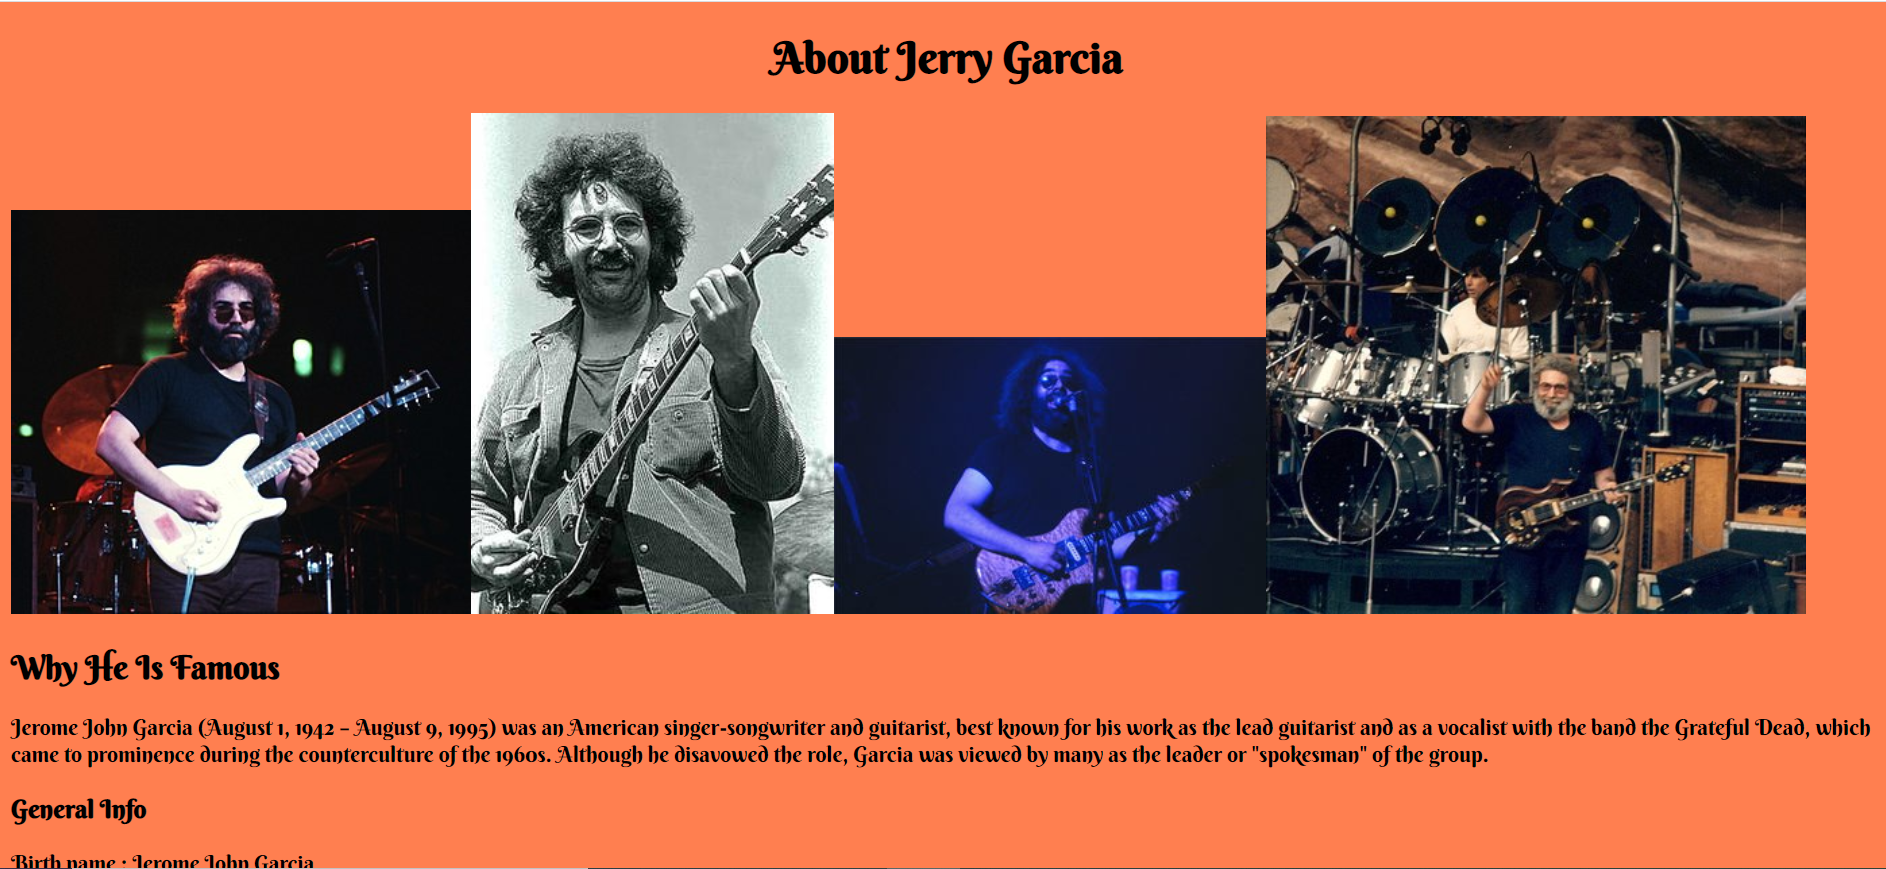 About Jerry Garcia
Why He Is Famous
Jerome John Garcia (August 1, 1942 – August 9, 1995) was an American singer-songwriter and guitarist, best known for his work as the lead guitarist and as a vocalist with the band the Grateful Dead, which
came to prominence during the counterculture of the 1960s. Although he disavowed the role, Garcia was viewed by many as the leader or "spokesman" of the group.
General Info
Birth name : Jerome John Garcia